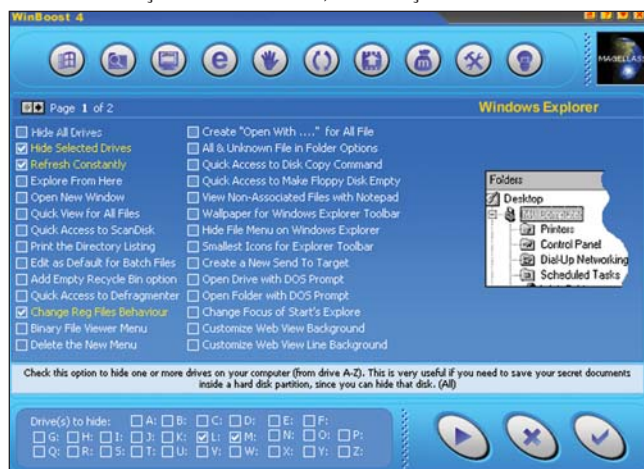 WinBoost 4
MAGELLASS
Page 1 of 2
Windows Explorer
Hide All Drives
Hide Selected Drives
Refresh Constantly
Explore From Here
Open New Window
Quick View for All Files
Quick Access to ScanDisk
Print the Directory Listing
Edit as Default for Batch Files
Add Empty Recycle Bin option
Quick Access to Defragmenter
Change Reg Files Behaviour
Binary File Viewer Menu
Delete the New Menu
Create "Open With ...." for All File
All & Unknown File in Folder Options
Quick Access to Disk Copy Command
Quick Access to Make Floppy Disk Empty
View Non-Associated Files with Notepad
Wallpaper for Windows Explorer Toolbar
Hide File Menu on Windows Explorer
Smallest Icons for Explorer Toolbar
Create a New Send To Target
Open Drive with DOS Prompt
Open Folder with DOS Prompt
Change Focus of Start's Explore
Customize Web View Background
Customize Web View Line Background
Folders
Desktop
My Computer
Printers
Control Panel
Dial-Up Networking
Scheduled Tasks
Check this option to hide one or more drives on your computer (from drive A-Z). This is very useful if you need to save your secret documents
inside a hard disk partition, since you can hide that disk. (All)
Drive(s) to hide: A: B: C: D: E: F:
G: H: I: J: K: L: M: N: O: P:
Q: R: S: T: U: V: W: X: Y: Z: